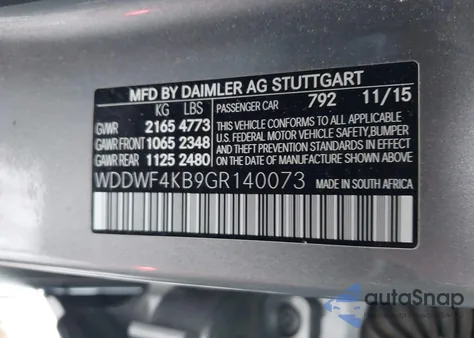 MFD BY DAIMLER AG STUTTGART
KG LBS PASSENGER CAR 792 11/15
GVWR 2165 4773 THIS VEHICLE CONFORMS TO ALL APPLICABLE
GAWR FRONT 1065 2348 U.S. FEDERAL MOTOR VEHICLE SAFETY, BUMPER
GAWR REAR 1125 2480 AND THEFT PREVENTION STANDARDS IN EFFECT
ON THE DATE OF MANUFACTURE SHOWN ABOVE.
WDDWF4KB9GR140073 MADE IN SOUTH AFRICA
autoSnap